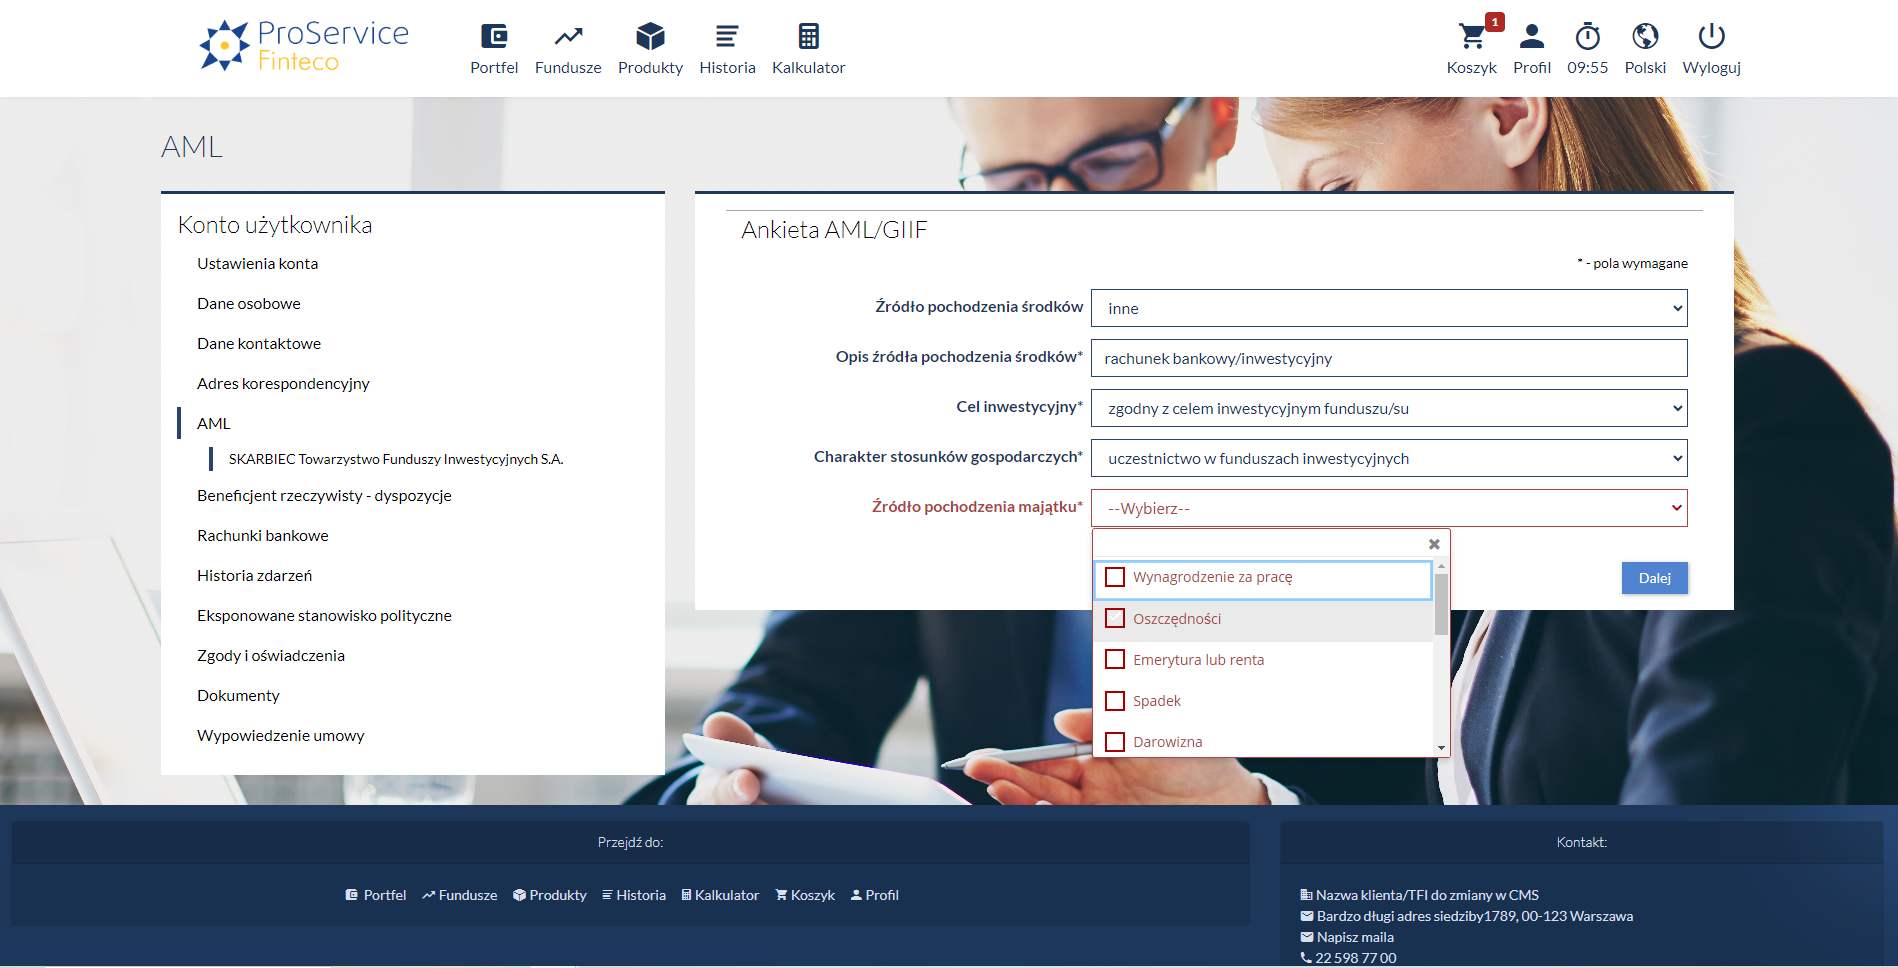 ProService
Finteco
Portfel
Fundusze
Produkty
Historia
Kalkulator
1
Koszyk
Profil
09:55
Polski
Wyloguj
AML
Konto użytkownika
Ustawienia konta
Dane osobowe
Dane kontaktowe
Adres korespondencyjny
AML
SKARBIEC Towarzystwo Funduszy Inwestycyjnych S.A.
Beneficjent rzeczywisty - dyspozycje
Rachunki bankowe
Historia zdarzeń
Eksponowane stanowisko polityczne
Zgody i oświadczenia
Dokumenty
Wypowiedzenie umowy
Ankieta AML/GIIF
* - pola wymagane
Źródło pochodzenia środków
inne
Opis źródła pochodzenia środków*
rachunek bankowy/inwestycyjny
Cel inwestycyjny*
zgodny z celem inwestycyjnym funduszu/su
Charakter stosunków gospodarczych*
uczestnictwo w funduszach inwestycyjnych
Źródło pochodzenia majątku*
--Wybierz--
Wynagrodzenie za pracę
Oszczędności
Emerytura lub renta
Spadek
Darowizna
Dalej
Przejdź do:
Portfel
Fundusze
Produkty
Historia
Kalkulator
Koszyk
Profil
Kontakt:
Nazwa klienta/TFI do zmiany w CMS
Bardzo długi adres siedziby1789, 00-123 Warszawa
Napisz maila
22 598 77 00